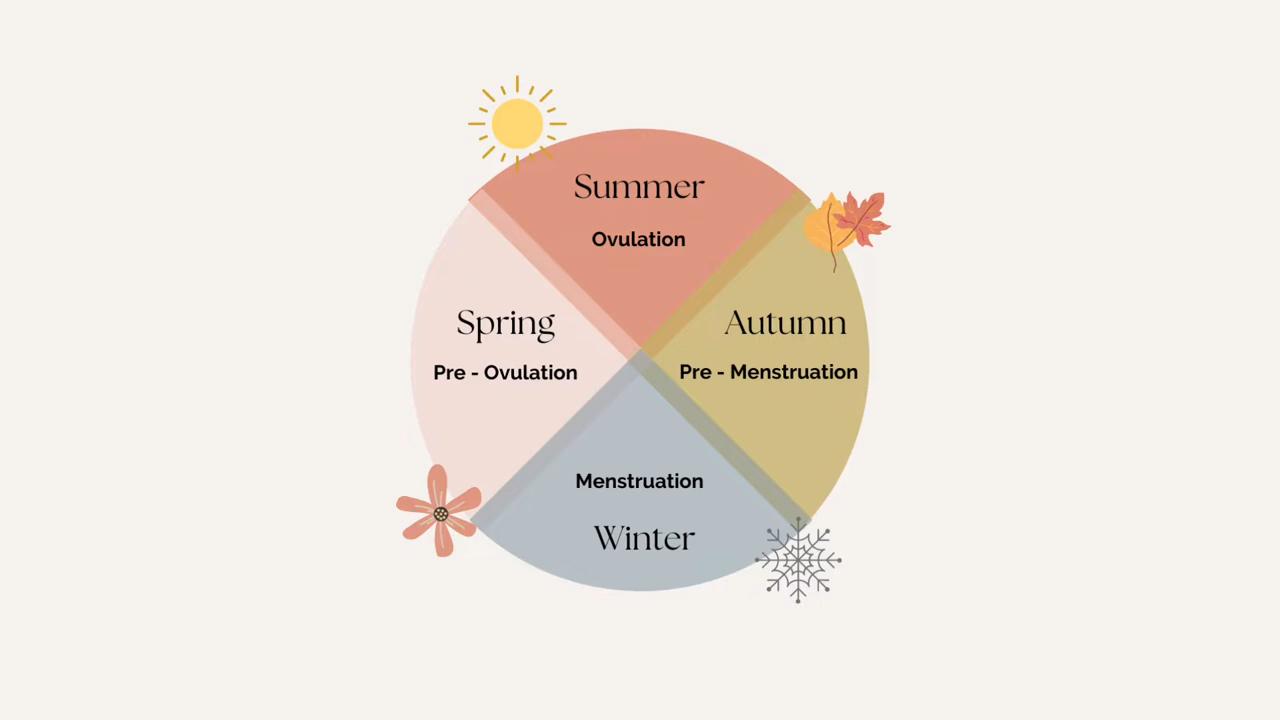 Summer
Ovulation
Spring
Pre - Ovulation
Autumn
Pre - Menstruation
Menstruation
Winter